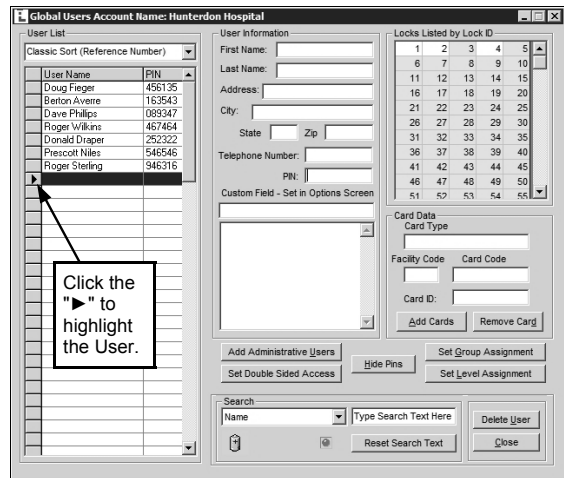 Global Users Account Name: Hunterdon Hospital
User List
Classic Sort (Reference Number)
User Name PIN
Doug Fieger 456135
Berton Averre 163543
Dave Phillips 089347
Roger Wilkins 467464
Donald Draper 252322
Prescott Niles 546546
Roger Sterling 946316
Click the
"►" to
highlight
the User.
User Information
First Name:
Last Name:
Address:
City:
State Zip
Telephone Number:
PIN:
Custom Field - Set in Options Screen
Locks Listed by Lock ID
1 2 3 4 5
6 7 8 9 10
11 12 13 14 15
16 17 18 19 20
21 22 23 24 25
26 27 28 29 30
31 32 33 34 35
36 37 38 39 40
41 42 43 44 45
46 47 48 49 50
51 52 53 54 55
Card Data
Card Type
Facility Code Card Code
Card ID:
Add Cards Remove Card
Add Administrative Users
Set Double Sided Access
Hide Pins
Set Group Assignment
Set Level Assignment
Search
Name Type Search Text Here
Reset Search Text
Delete User
Close